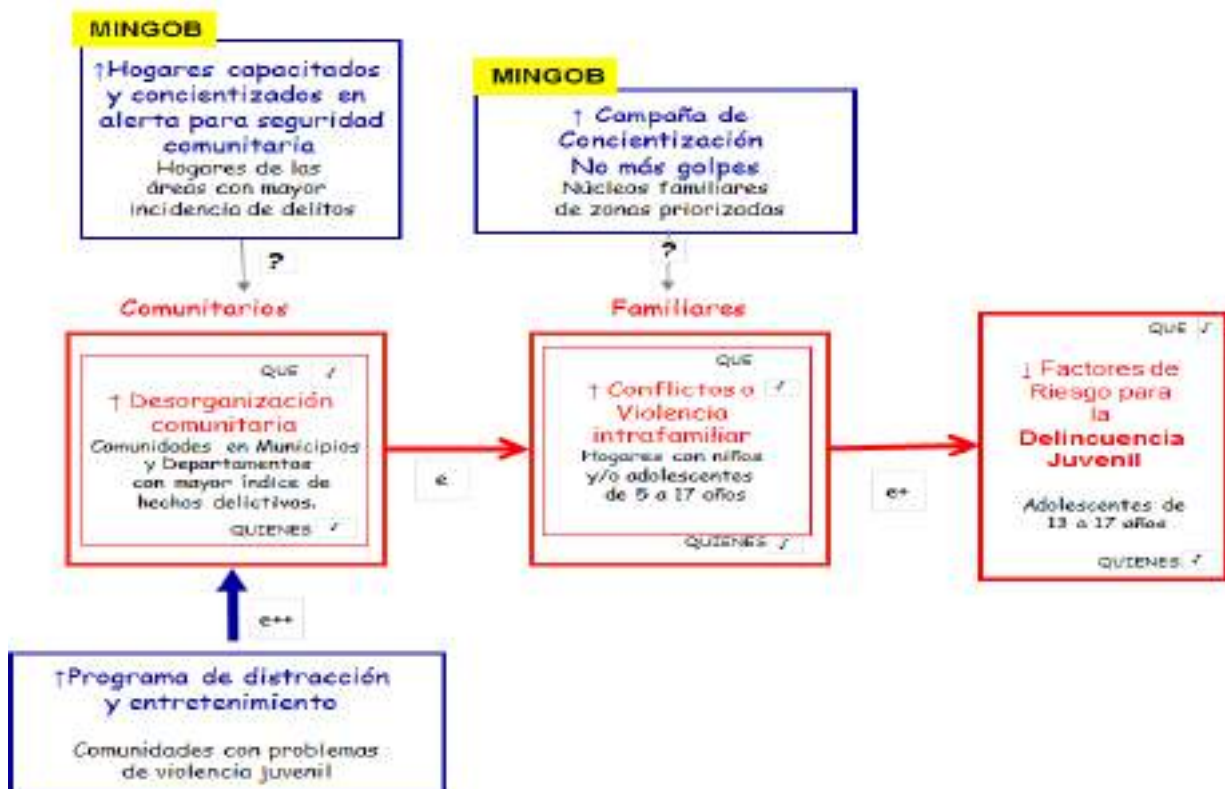 MINGOB
↑Hogares capacitados
y concientizados en
alerta para seguridad
comunitaria
Hogares de las
áreas con mayor
incidencia de delitos
?
MINGOB
↑ Campaña de
Concientización
No más golpes
Núcleos familiares
de zonas priorizadas
?
Comunitarios
QUE ✓
↑ Desorganización
comunitaria
Comunidades en Municipios
y Departamentos
con mayor índice de
hechos delictivos.
QUIENES ✓
e
Familiares
QUE
↑ Conflictos o ✓
Violencia
intrafamiliar
Hogares con niños
y/o adolescentes
de 5 a 17 años
QUIENES ✓
e+
QUE ✓
↓ Factores de
Riesgo para
la
Delincuencia
Juvenil
Adolescentes de
13 a 17 años
QUIENES ✓
e++
↑Programa de distracción
y entretenimiento
Comunidades con problemas
de violencia juvenil